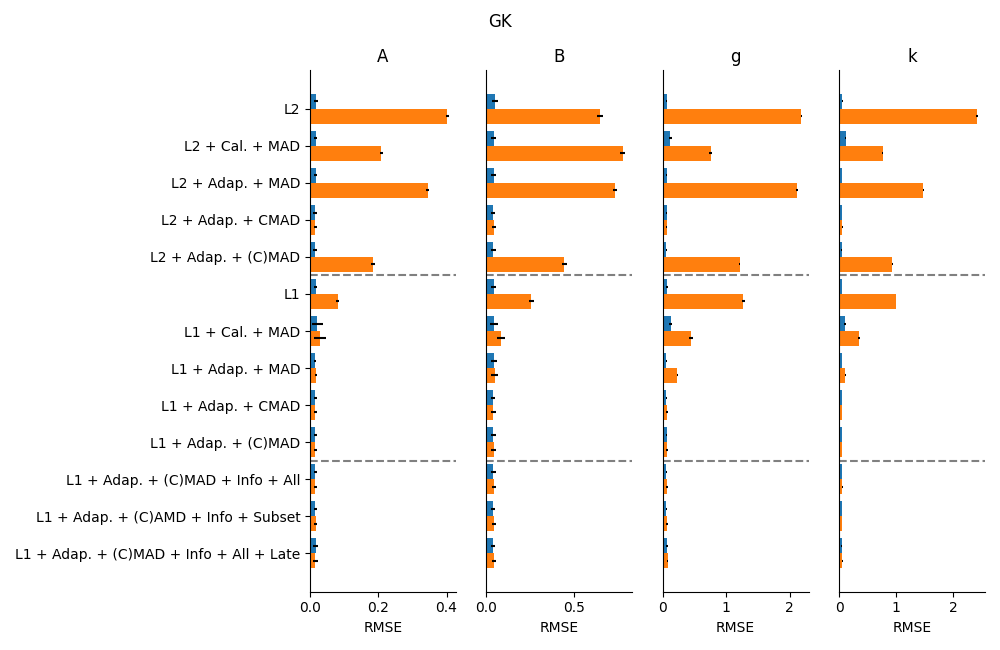 GK
A B g k
L2
L2 + Cal. + MAD
L2 + Adap. + MAD
L2 + Adap. + CMAD
L2 + Adap. + (C)MAD
L1
L1 + Cal. + MAD
L1 + Adap. + MAD
L1 + Adap. + CMAD
L1 + Adap. + (C)MAD
L1 + Adap. + (C)MAD + Info + All
L1 + Adap. + (C)AMD + Info + Subset
L1 + Adap. + (C)MAD + Info + All + Late
0.0 0.2 0.4 0.0 0.5 0 1 2 0 1 2
RMSE RMSE RMSE RMSE